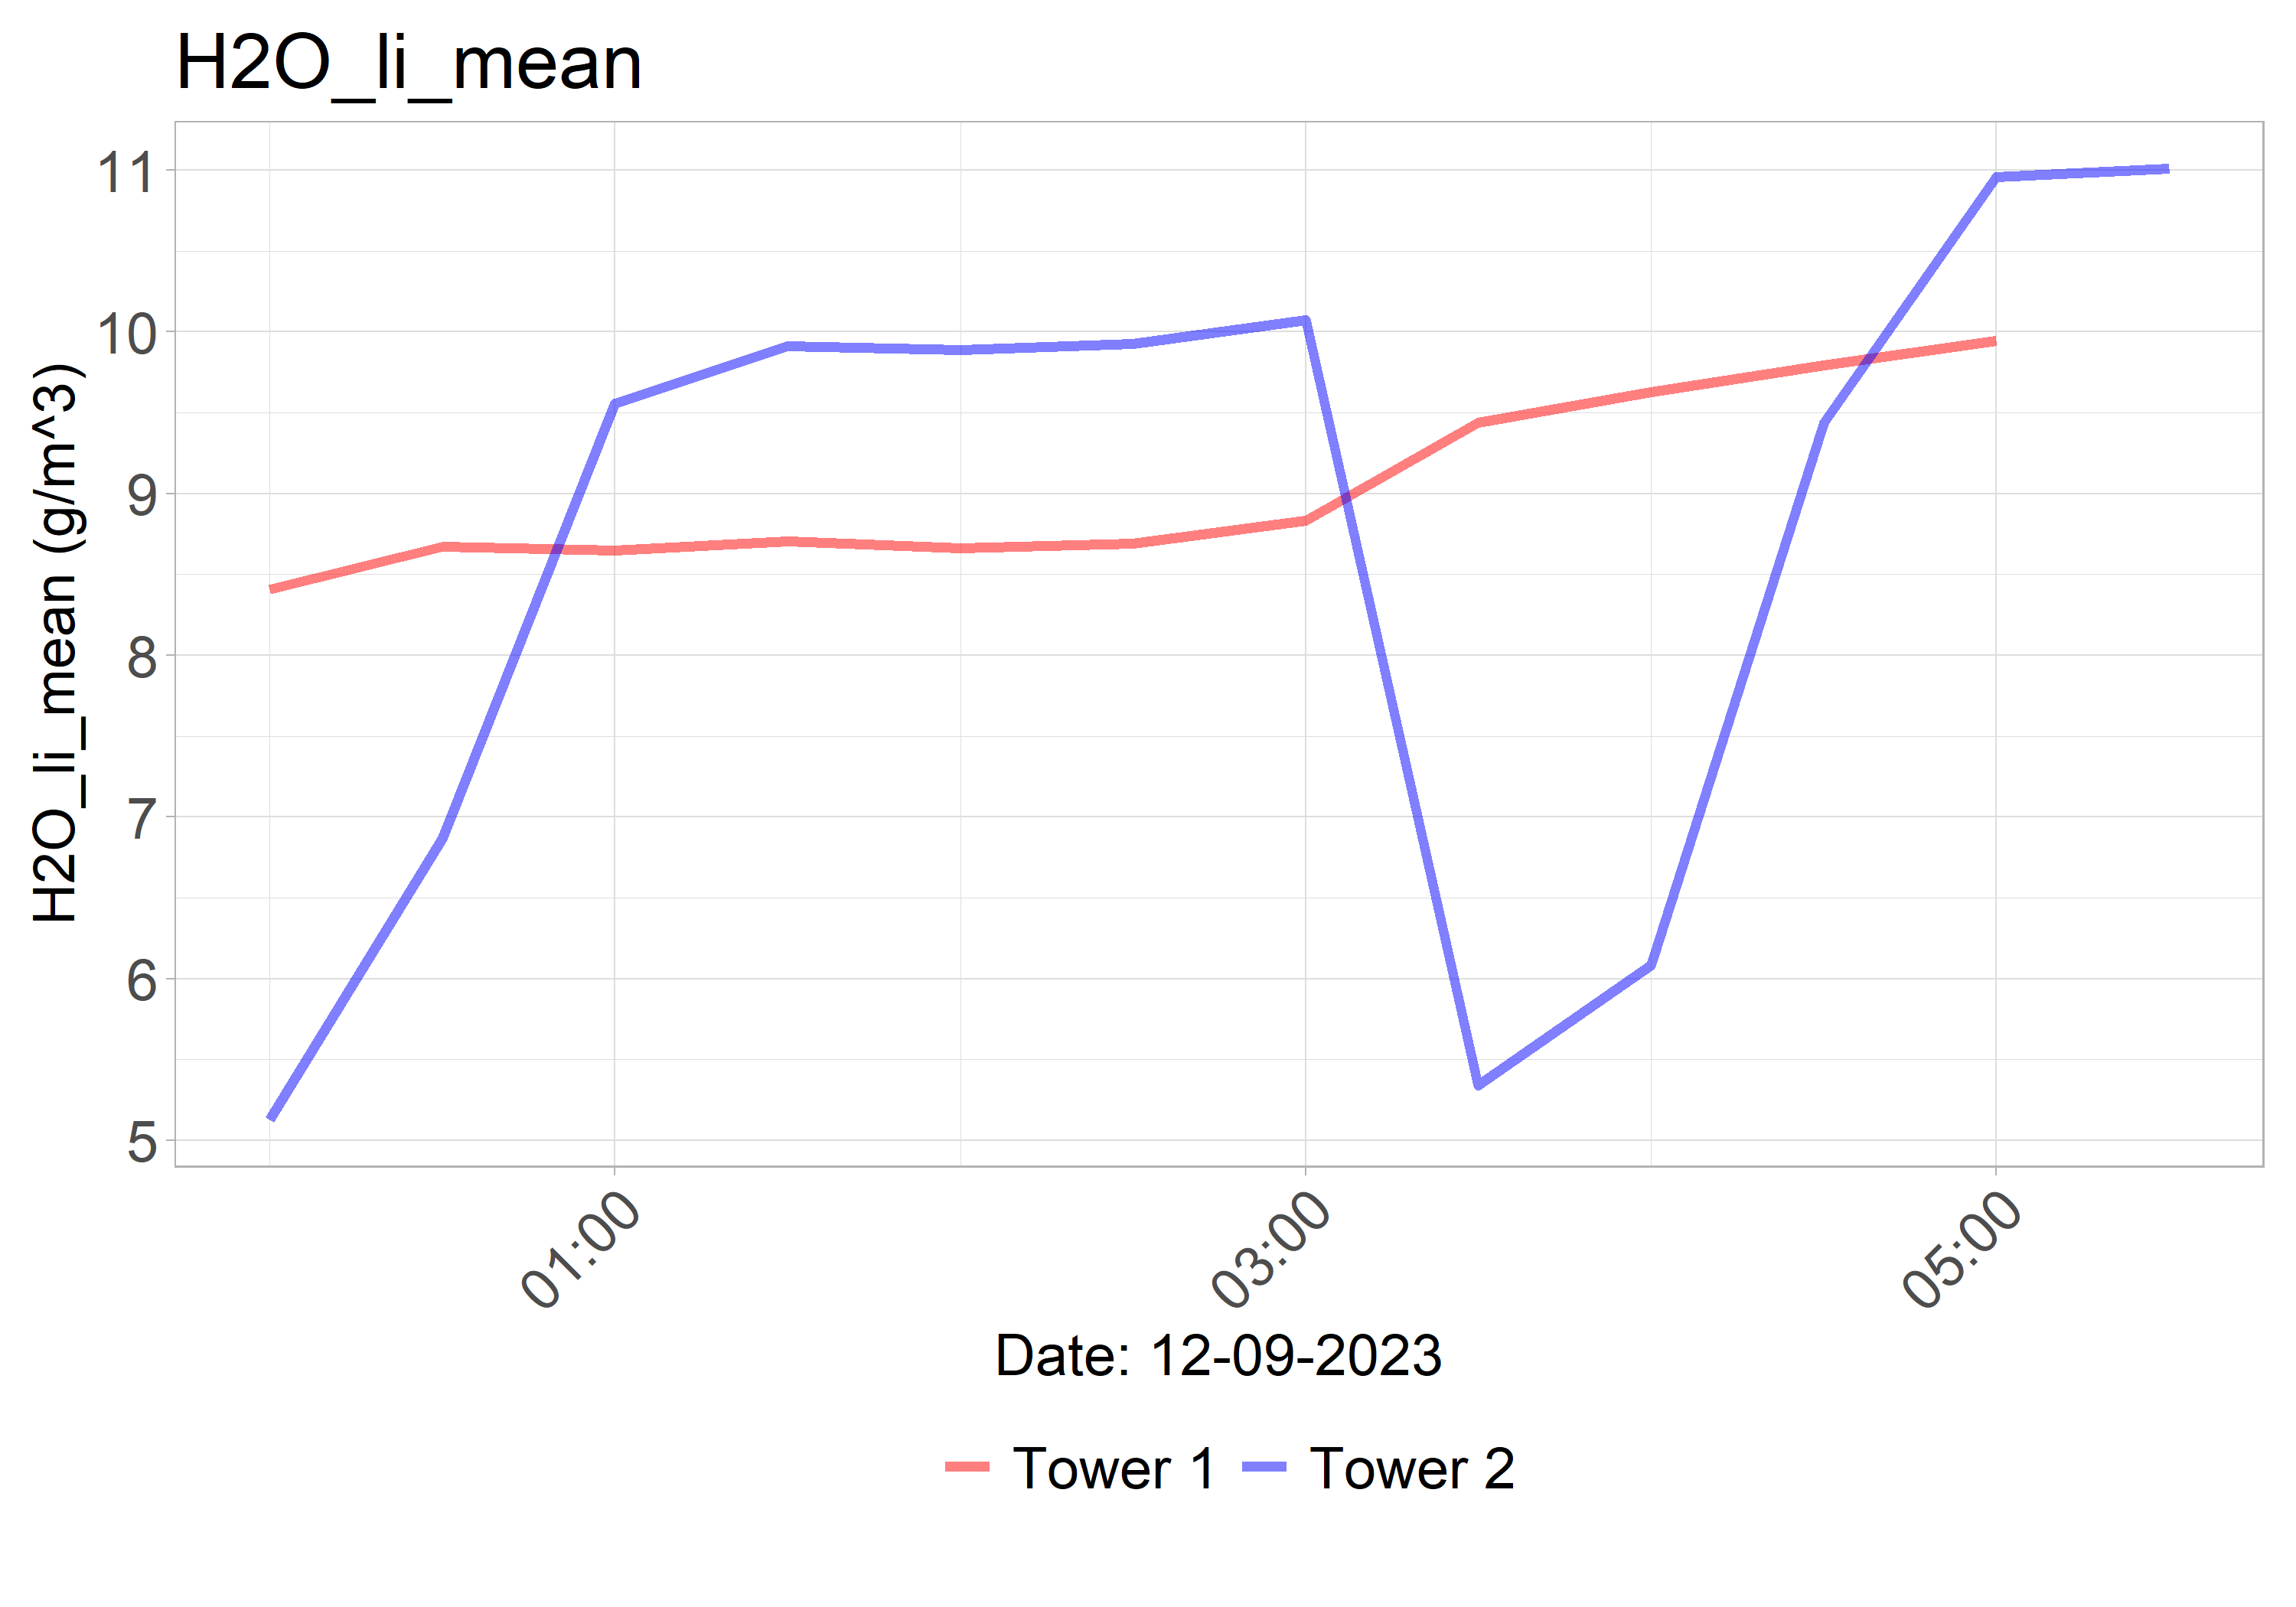 H2O_li_mean
H2O_li_mean (g/m^3)
11
10
9
8
7
6
5
01:00
03:00
05:00
Date: 12-09-2023
Tower 1
Tower 2